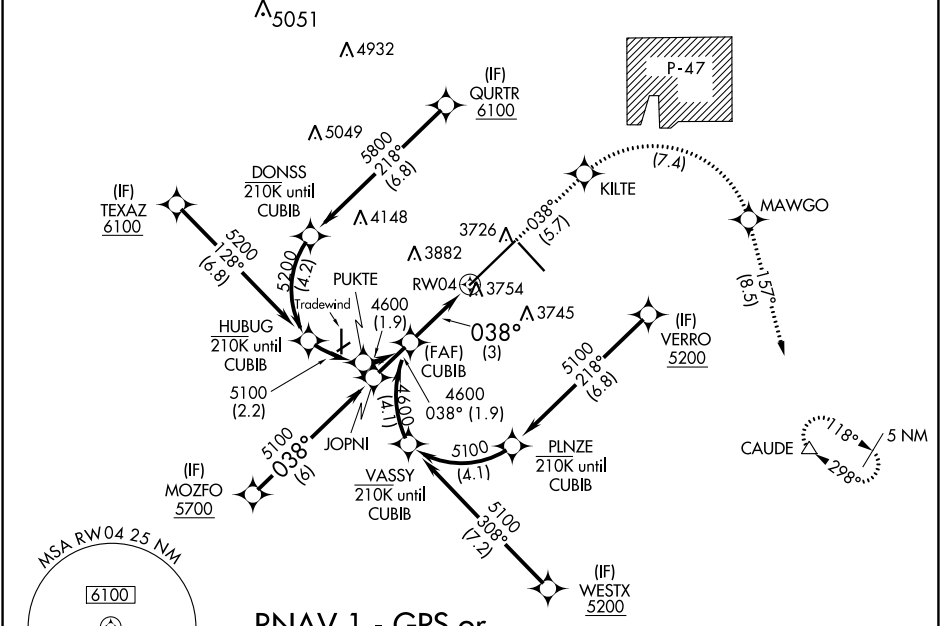 5051
4932
P-47
(IF)
QURTR
6100
5049
5800
218°
(6.8)
DONSS
210K until
CUBIB
(7.4)
KILTE
(IF)
TEXAZ
6100
4148
MAWGO
5200
128°
(6.8)
5200
(4.2)
3726
038°
(5.7)
3882
PUKTE
RW04
3754
157°
(8.5)
Tradewind
4600
(1.9)
3745
038°
(3)
HUBUG
210K until
CUBIB
(FAF)
CUBIB
(IF)
VERRO
5200
5100
218°
(6.8)
5100
(2.2)
4600
(4.1)
4600
038° (1.9)
JOPNI
5100
038°
(6)
5100
(4.1)
PLNZE
210K until
CUBIB
CAUDE
118°
298°
5 NM
(IF)
MOZFO
5700
VASSY
210K until
CUBIB
5100
308°
(7.2)
MSA RW04 25 NM
6100
(IF)
WESTX
5200
RNAV 1 - GPS or